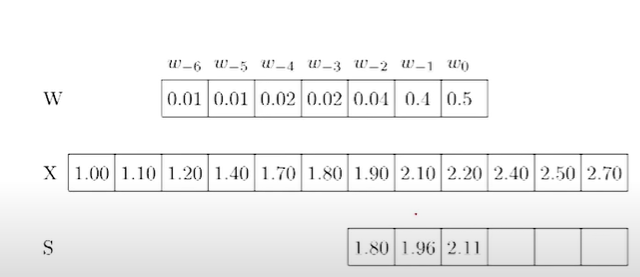 w₋₆ w₋₅ w₋₄ w₋₃ w₋₂ w₋₁ w₀
W 0.01 0.01 0.02 0.02 0.04 0.4 0.5
X 1.00 1.10 1.20 1.40 1.70 1.80 1.90 2.10 2.20 2.40 2.50 2.70
S 1.80 1.96 2.11